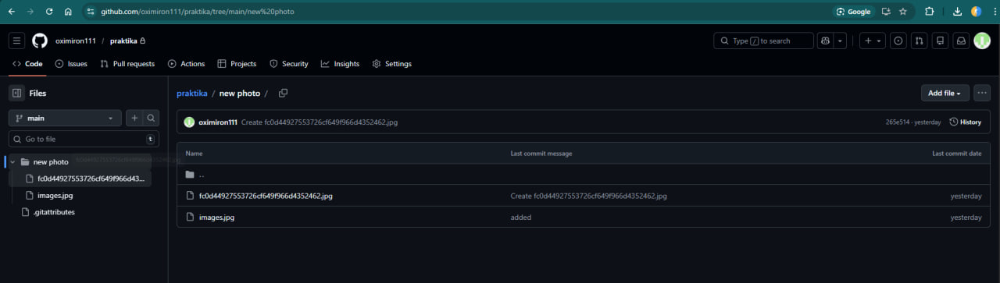 github.com/oximiron111/praktika/tree/main/new%20photo
Google
oximiron111 / praktika
Type / to search
Code Issues Pull requests Actions Projects Security Insights Settings
Files
praktika / new photo /
Add file
main
oximiron111 Create fc0d44927553726cf649f966d4352462.jpg
265e514 · yesterday History
Go to file t
Name Last commit message Last commit date
new photo
fc0d44927553726cf649f966d4352462.jpg
..
fc0d44927553726cf649f966d43...
fc0d44927553726cf649f966d4352462.jpg Create fc0d44927553726cf649f966d4352462.jpg yesterday
images.jpg
.gitattributes
images.jpg added yesterday